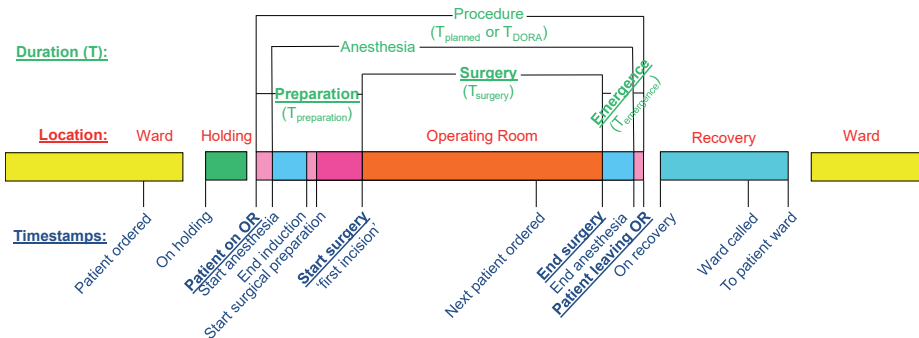 Procedure
(Tplanned or TDORA)
Duration (T):
Anesthesia
Surgery
(Tsurgery)
Preparation
(Tpreparation)
Emergence
(Temergence)
Location:
Ward
Holding
Operating Room
Recovery
Ward
Timestamps:
Patient ordered
On holding
Patient on OR
Start anesthesia
End induction
Start surgical preparation
Start surgery
'first incision'
Next patient ordered
End surgery
End anesthesia
Patient leaving OR
On recovery
Ward called
To patient ward